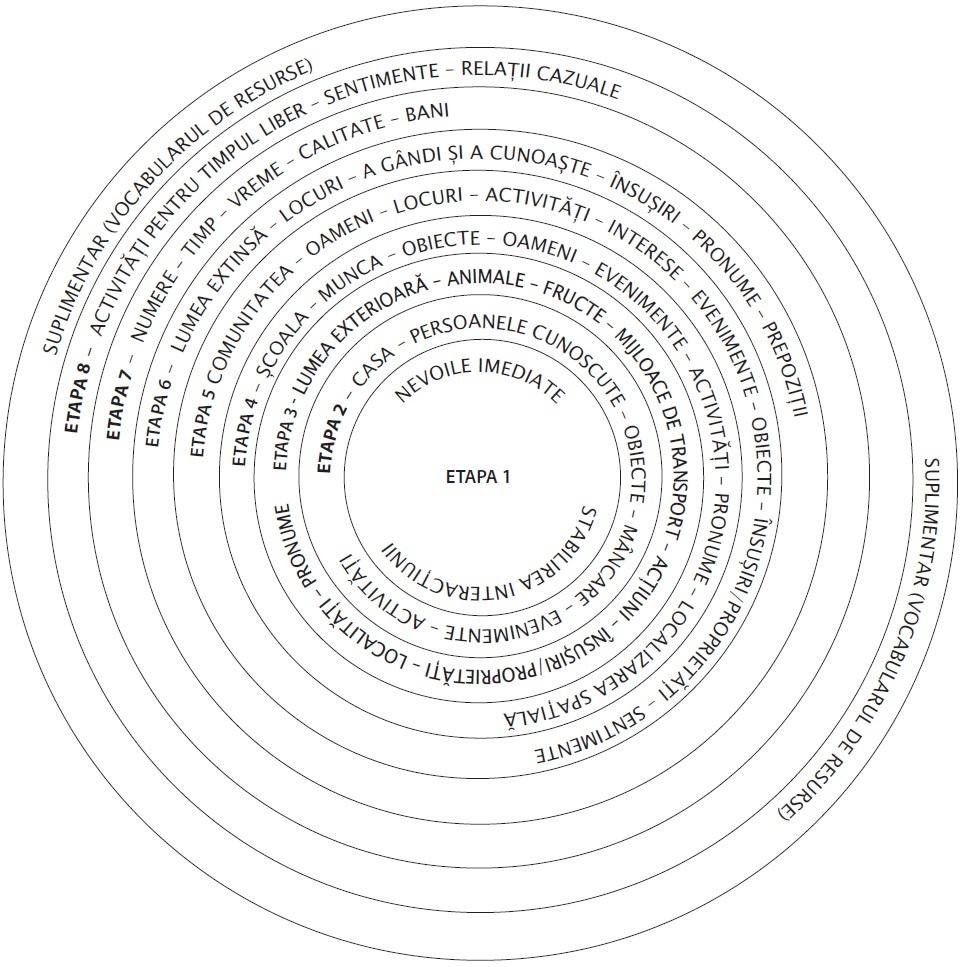 NEVOILE IMEDIATE
ETAPA 1
STABILIREA INTERACȚIUNII
ETAPA 2 – CASA – PERSOANELE CUNOSCUTE – OBIECTE – MÂNCARE – EVENIMENTE – ACTIVITĂȚI
ETAPA 3 - LUMEA EXTERIOARĂ - ANIMALE - FRUCTE - MIJLOACE DE TRANSPORT - ACȚIUNI - ÎNSUȘIRI/PROPRIETĂȚI - LOCALITĂȚI - PRONUME
ETAPA 4 – ȘCOALA – MUNCA – OBIECTE – OAMENI – EVENIMENTE – ACTIVITĂȚI – PRONUME – LOCALIZAREA SPAȚIALĂ
ETAPA 5 COMUNITATEA – OAMENI – LOCURI – ACTIVITĂȚI – INTERESE – EVENIMENTE – OBIECTE – ÎNSUȘIRI/PROPRIETĂȚI – SENTIMENTE
ETAPA 6 – LUMEA EXTINSĂ – LOCURI – A GÂNDI ȘI A CUNOAȘTE – ÎNSUȘIRI – PRONUME – PREPOZIȚII
ETAPA 7 – NUMERE – TIMP – VREME – CALITATE – BANI
ETAPA 8 – ACTIVITĂȚI PENTRU TIMPUL LIBER – SENTIMENTE – RELAȚII CAZUALE
SUPLIMENTAR (VOCABULARUL DE RESURSE)
SUPLIMENTAR (VOCABULARUL DE RESURSE)